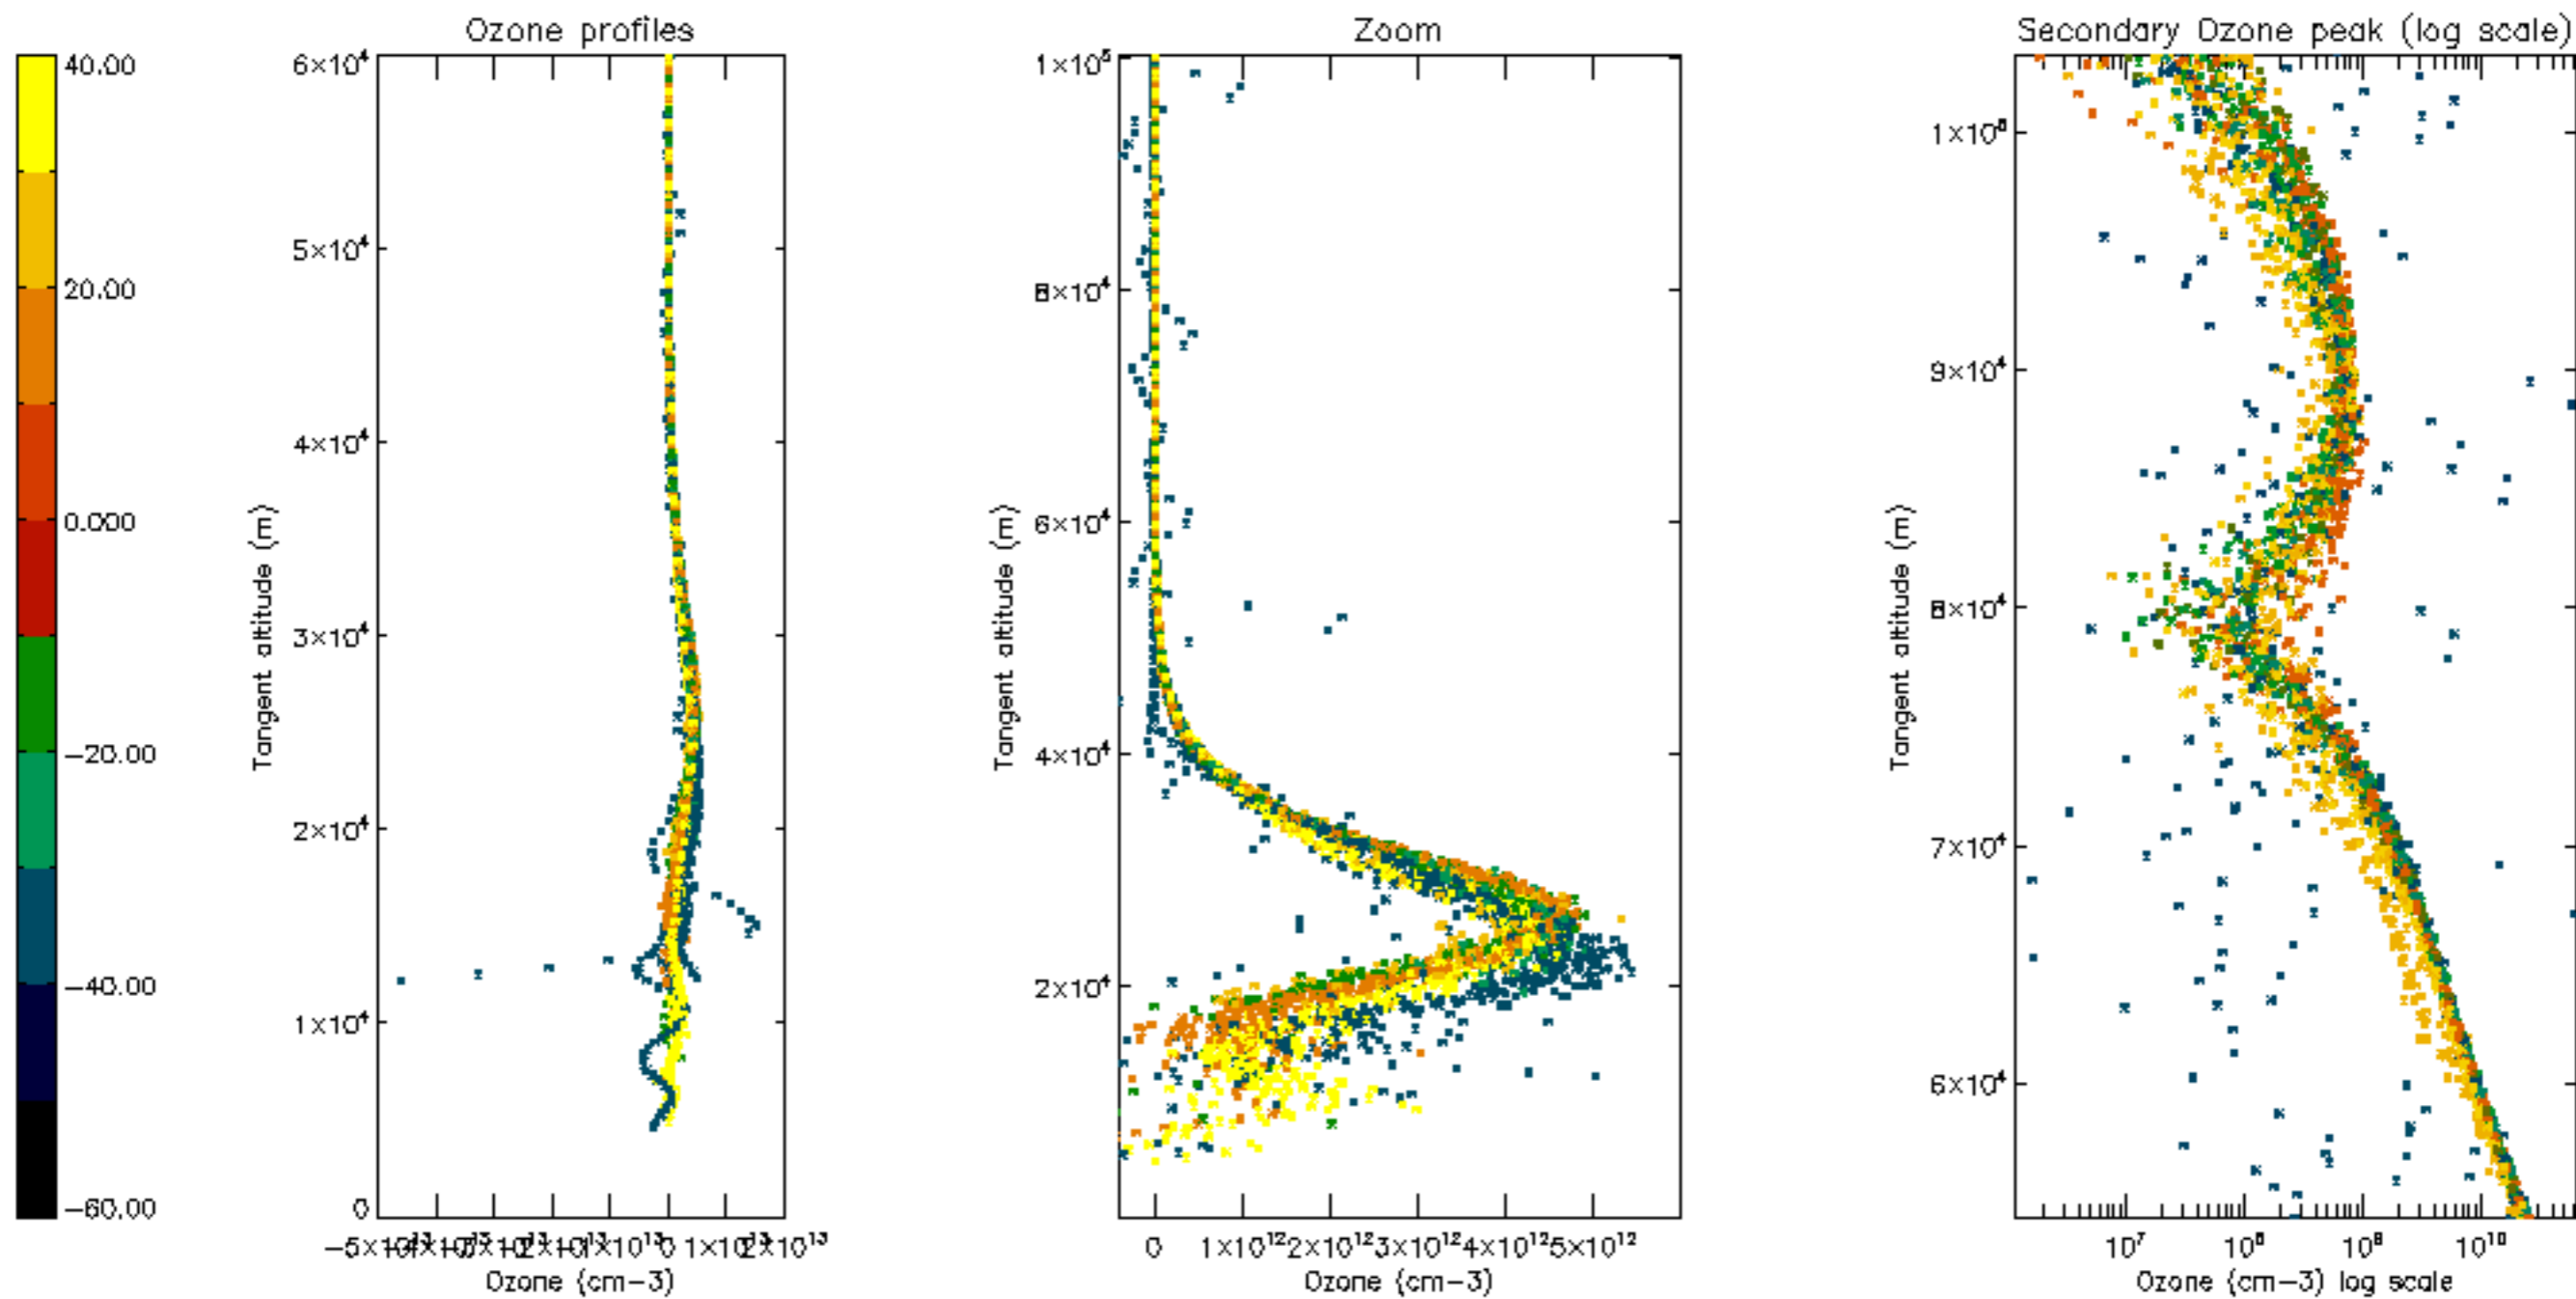 Ozone profiles
Zoom
Secondary Ozone peak (log scale)
40.00
20.00
0.000
−20.00
−40.00
−60.00
6×10⁴
5×10⁴
4×10⁴
3×10⁴
2×10⁴
1×10⁴
0
Tangent altitude (m)
0 1×10¹³ 2×10¹³
Ozone (cm−3)
1×10⁵
8×10⁴
6×10⁴
4×10⁴
2×10⁴
Tangent altitude (m)
0 1×10¹² 2×10¹² 3×10¹² 4×10¹² 5×10¹²
Ozone (cm−3)
9×10⁴
8×10⁴
7×10⁴
6×10⁴
Tangent altitude (m)
10⁷ 10⁸ 10⁹ 10¹⁰
Ozone (cm−3) log scale